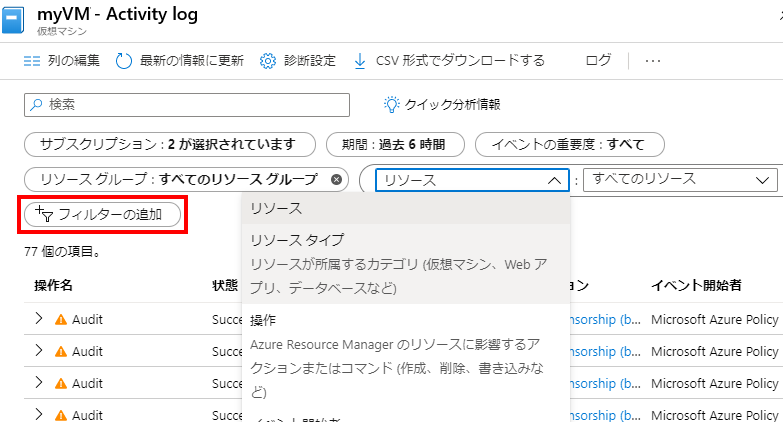 myVM - Activity log
仮想マシン
列の編集 最新の情報に更新 診断設定 CSV 形式でダウンロードする ログ ...
検索 クイック分析情報
サブスクリプション : 2 が選択されています 期間 : 過去 6 時間 イベントの重要度 : すべて
リソース グループ : すべてのリソース グループ リソース : すべてのリソース
フィルターの追加
リソース
77 個の項目。
リソース タイプ
リソースが所属するカテゴリ (仮想マシン、Web ア
プリ、データベースなど)
操作名 状態 ョン イベント開始者
Audit Succe nsorship (b... Microsoft Azure Policy
操作
Azure Resource Manager のリソースに影響するア
クションまたはコマンド (作成、削除、書き込みな
ど)
Audit Succe nsorship (b... Microsoft Azure Policy
Audit Succe nsorship (b... Microsoft Azure Policy
Audit Succe nsorship (b... Microsoft Azure Policy